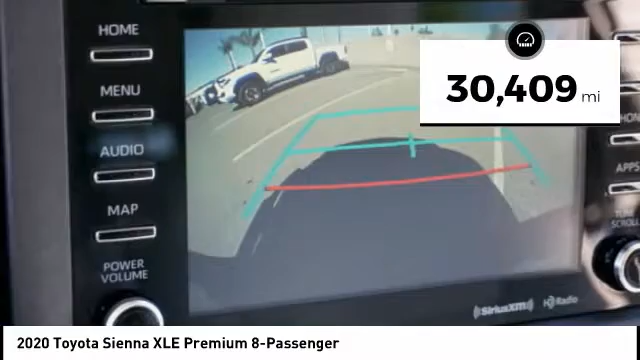 HOME
MENU
AUDIO
MAP
POWER
VOLUME
30,409 mi
APPS
SCROLL
((SiriusXM))
HD Radio
2020 Toyota Sienna XLE Premium 8-Passenger